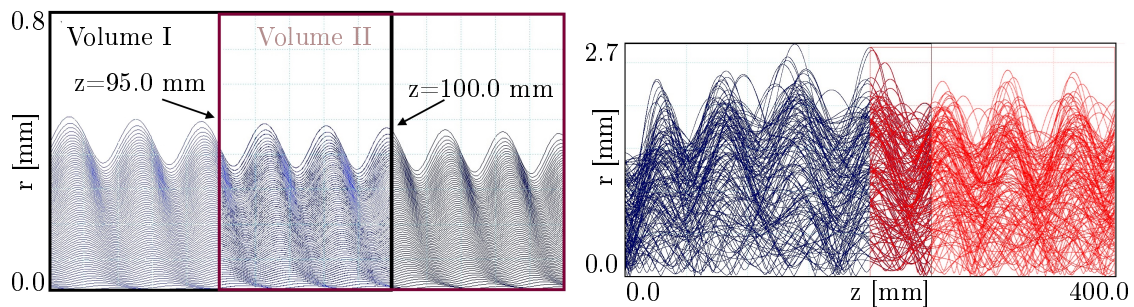 0.8
Volume I
Volume II
z=95.0 mm
z=100.0 mm
r [mm]
0.0
2.7
r [mm]
0.0
0.0
z [mm]
400.0